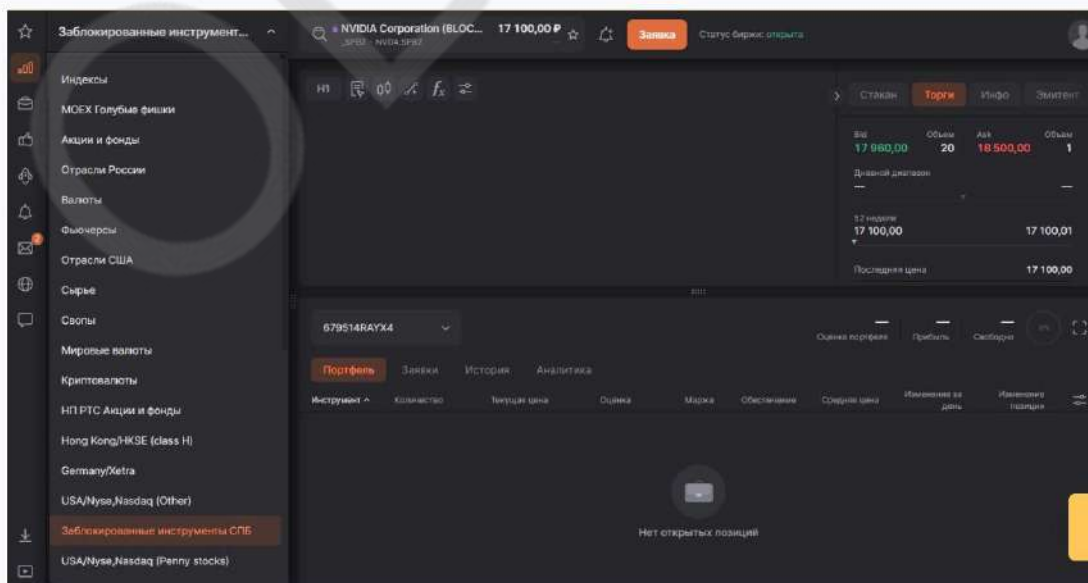 Заблокированные инструмент...
NVIDIA Corporation (BLOC... 17 100,00 ₽
Заявка
Статус биржи: открыта
Индексы
MOEX Голубые фишки
Акции и фонды
Отрасли России
Валюты
Фьючерсы
Отрасли США
Сырье
Свопы
Мировые валюты
Криптовалюты
НП РТС Акции и фонды
Hong Kong/HKSE (class H)
Germany/Xetra
USA/Nyse,Nasdaq (Other)
Заблокированные инструменты СПБ
USA/Nyse,Nasdaq (Penny stocks)
2
H1
Стакан Торги Инфо Эмитент
Bid Объем Ask Объем
17 960,00 20 18 500,00 1
Дневной диапазон
— —
52 недели
17 100,00 17 100,01
Последняя цена 17 100,00
679514RAYX4
— — —
Оценка портфеля Прибыль Свободно
Портфель Заявки История Аналитика
Инструмент Количество Текущая цена Оценка Маржа Обеспечение Средняя цена Изменение за день Изменение позиции
Нет открытых позиций